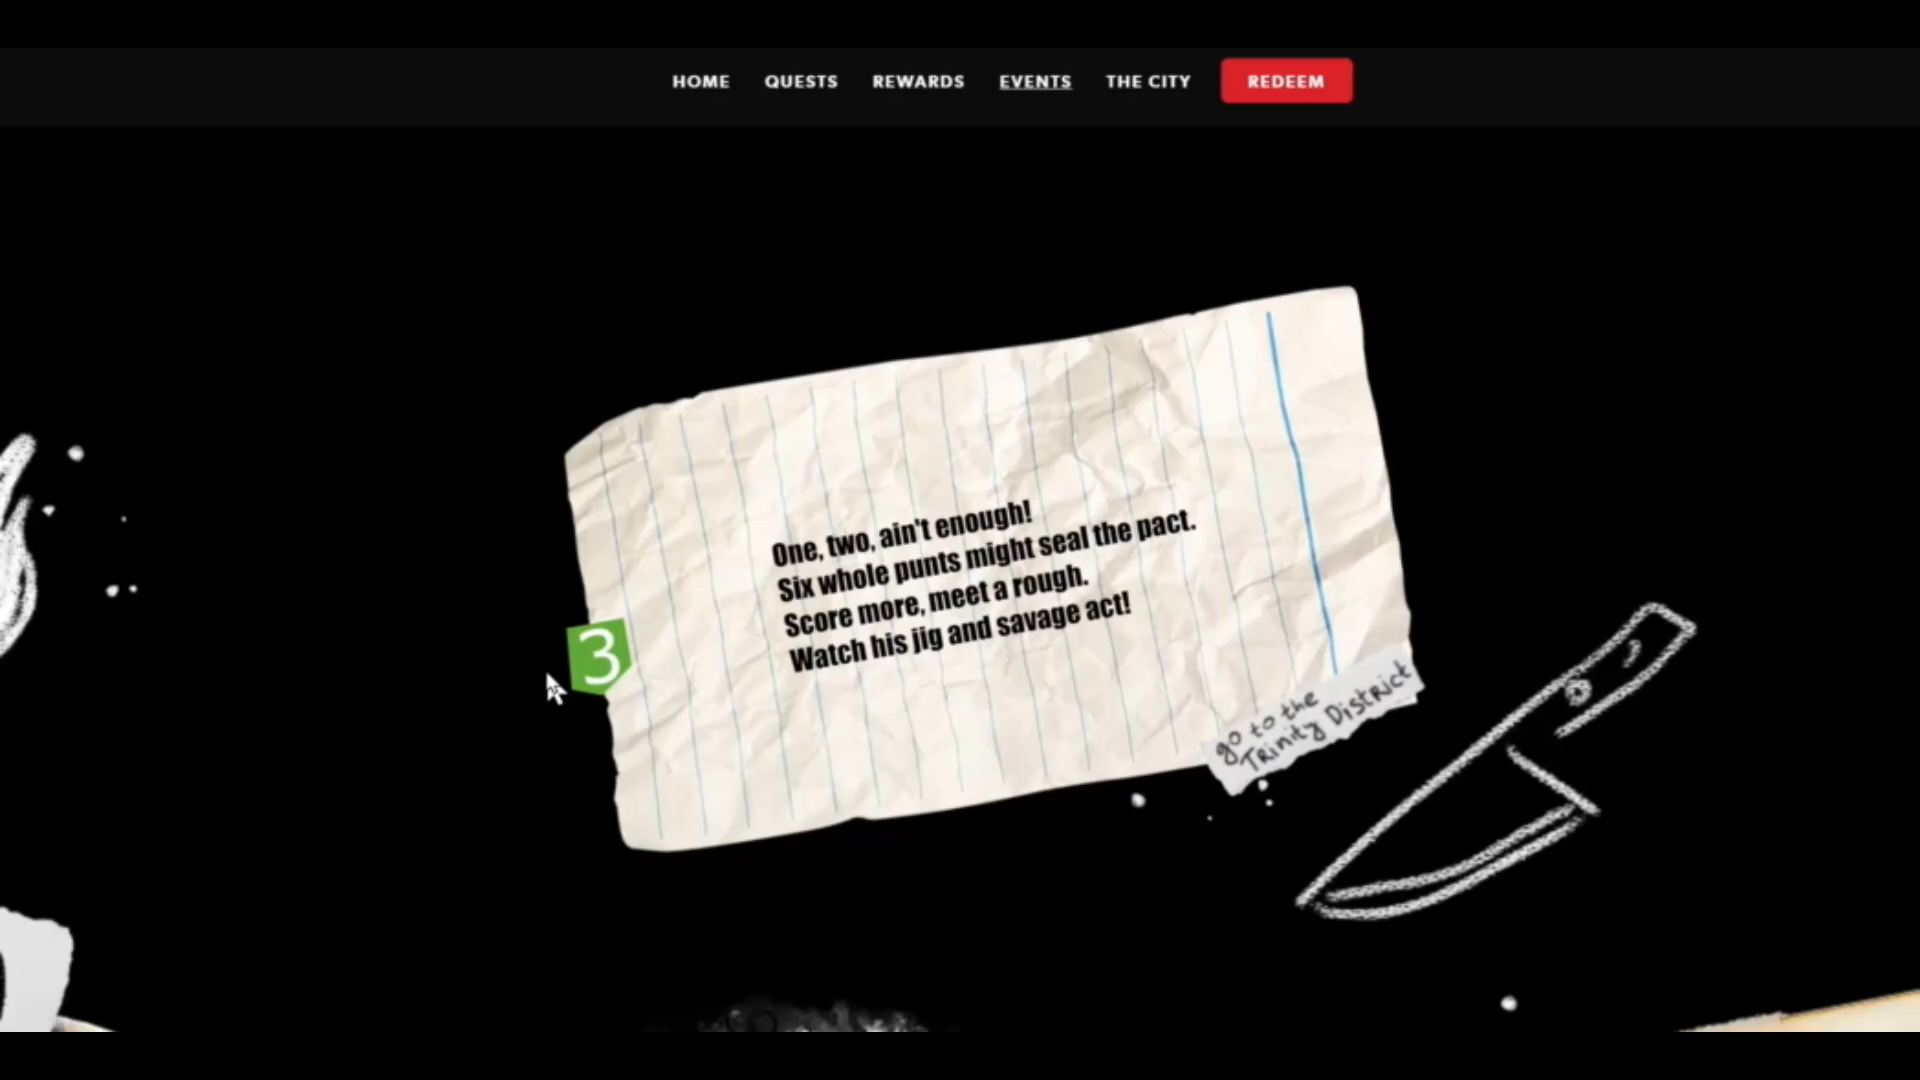 HOME QUESTS REWARDS EVENTS THE CITY REDEEM
One, two, ain't enough!
Six whole punts might seal the pact.
Score more, meet a rough.
Watch his jig and savage act!
3
go to the
Trinity District